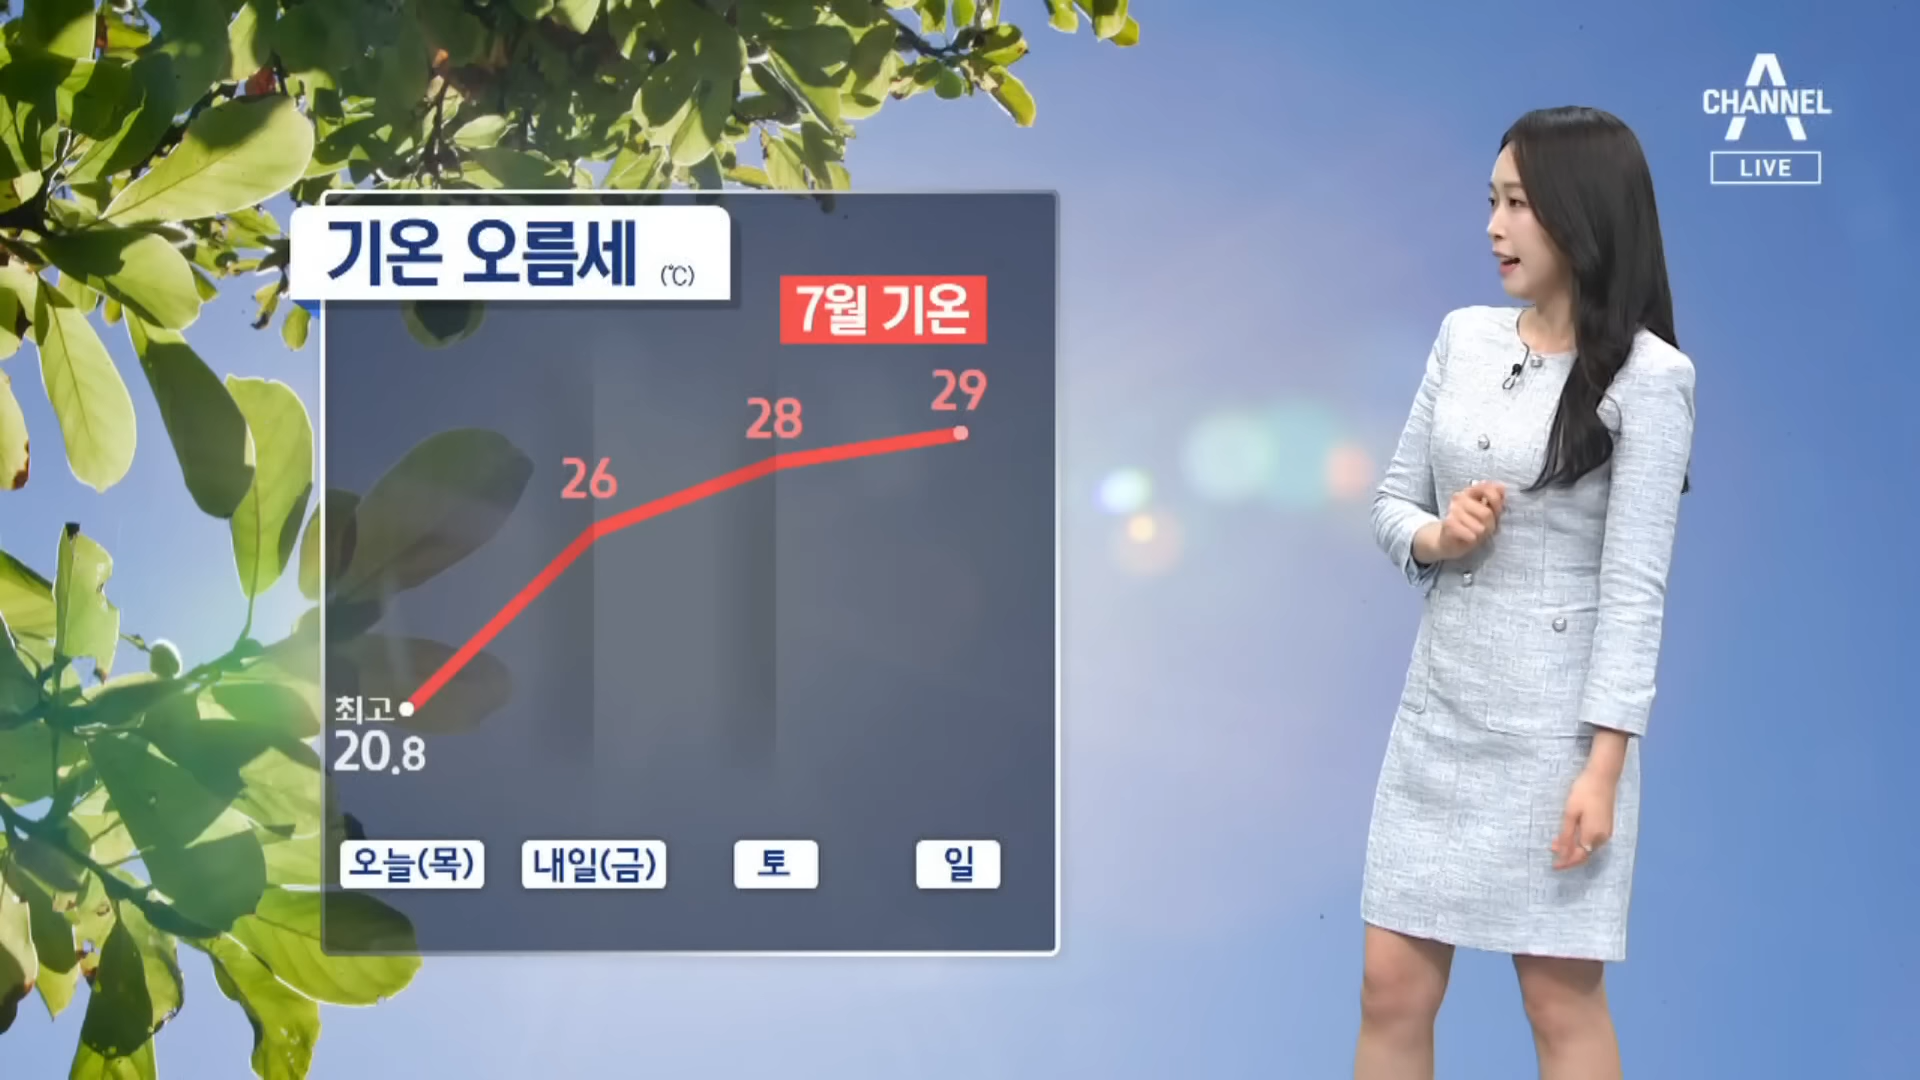 CHANNEL A
LIVE
기온 오름세 (℃)
7월 기온
29
28
26
최고
20.8
오늘(목) 내일(금) 토 일